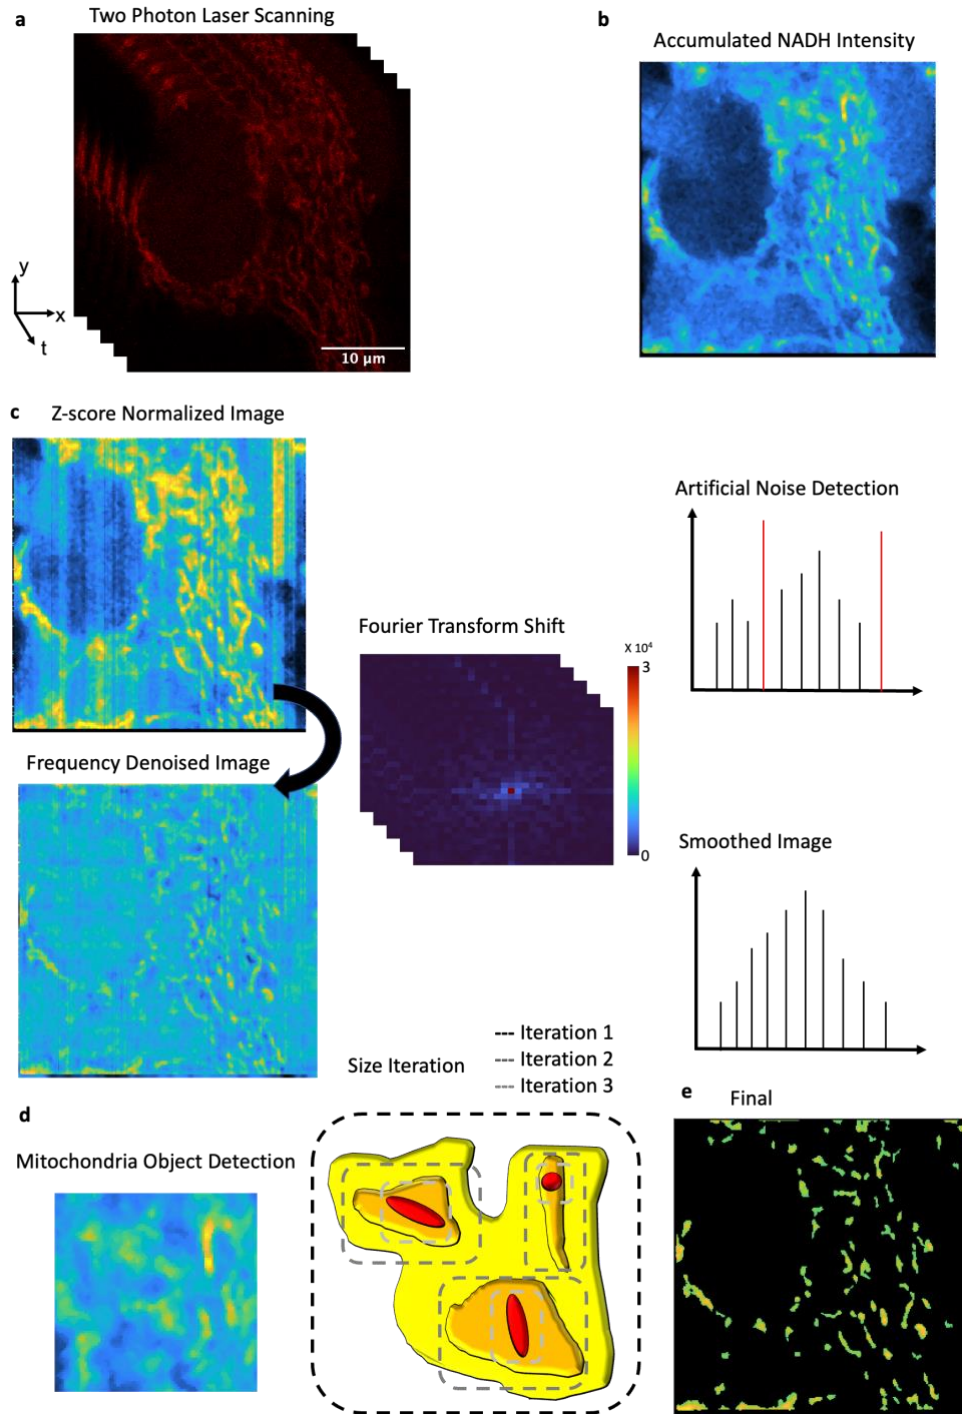 a
Two Photon Laser Scanning
y
x
t
10 µm
b
Accumulated NADH Intensity
c
Z-score Normalized Image
Frequency Denoised Image
Fourier Transform Shift
X 10⁴
3
0
Artificial Noise Detection
Smoothed Image
Size Iteration
Iteration 1
Iteration 2
Iteration 3
d
Mitochondria Object Detection
e
Final